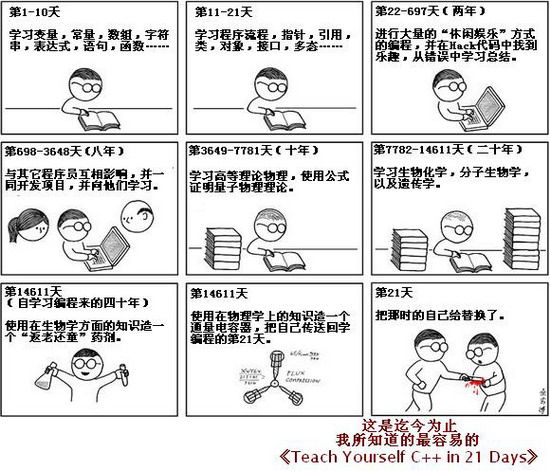 第1-10天
学习变量，常量，数组，字符
串，表达式，语句，函数……
第11-21天
学习程序流程，指针，引用，
类，对象，接口，多态……
第22-697天（两年）
进行大量的“休闲娱乐”方式
的编程，并在Hack代码中找到
乐趣，从错误中学习总结。
第698-3648天（八年）
与其它程序员互相影响，并一
同开发项目，并向他们学习。
第3649-7781天（十年）
学习高等理论物理，使用公式
证明量子物理理论。
第7782-14611天（二十年）
学习生物化学，分子生物学，
以及遗传学。
第14611天
（自学习编程来的四十年）
使用在生物学方面的知识造一
个“返老还童”药剂。
第14611天
使用在物理学上的知识造一个
通量电容器，把自己传送回学
编程的第21天。
FLUX
COMPRESSION
第21天
把那时的自己给替换了。
这是迄今为止
我所知道的最容易的
《Teach Yourself C++ in 21 Days》